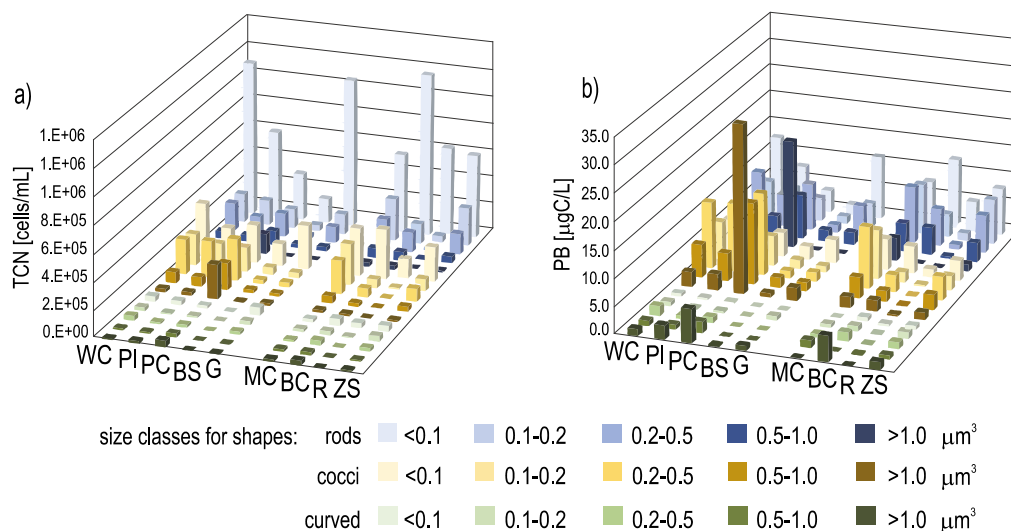 a)
TCN [cells/mL]
1.E+06
1.E+06
1.E+06
8.E+05
6.E+05
4.E+05
2.E+05
0.E+00
WC PI PC BS G MC BC R ZS
b)
PB [µgC/L]
35.0
30.0
25.0
20.0
15.0
10.0
5.0
0.0
WC PI PC BS G MC BC R ZS
size classes for shapes: rods <0.1 0.1-0.2 0.2-0.5 0.5-1.0 >1.0 µm³
cocci <0.1 0.1-0.2 0.2-0.5 0.5-1.0 >1.0 µm³
curved <0.1 0.1-0.2 0.2-0.5 0.5-1.0 >1.0 µm³